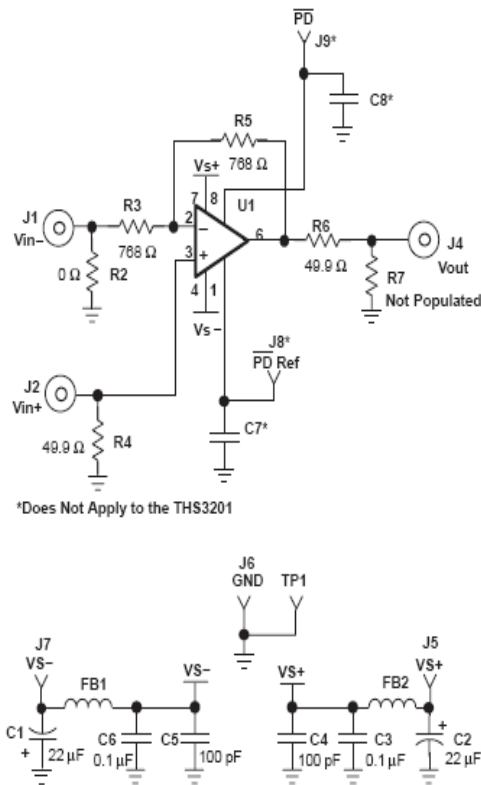 PD
J9*
C8*
R5
768 Ω
Vs+
7 8
U1
J1
Vin−
R3
768 Ω
2 −
3 +
6
R6
49.9 Ω
J4
Vout
0 Ω
R2
R7
Not Populated
4 1
Vs−
J8*
PD Ref
J2
Vin+
C7*
R4
49.9 Ω
*Does Not Apply to the THS3201
J6
GND
TP1
J7
VS−
FB1
VS−
VS+
FB2
J5
VS+
C1
+
22 µF
C6
0.1 µF
C5
100 pF
C4
100 pF
C3
0.1 µF
+
C2
22 µF